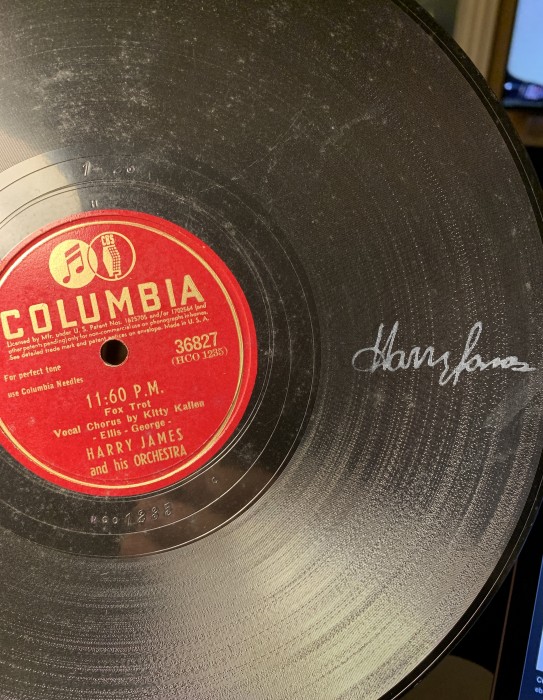 CBS
COLUMBIA
Licensed by Mfr. under U. S. Patent Nos. 1675705 and/or 1702564 (and
other patents pending) only for non-commercial use on phonographs in homes.
See detailed trade mark and patent notices on envelope. Made in U. S. A.
36827
(HCO 1235)
For perfect tone
use Columbia Needles
11:60 P.M.
Fox Trot
Vocal Chorus by Kitty Kallen
- Ellis - George -
HARRY JAMES
and his ORCHESTRA
Harry James